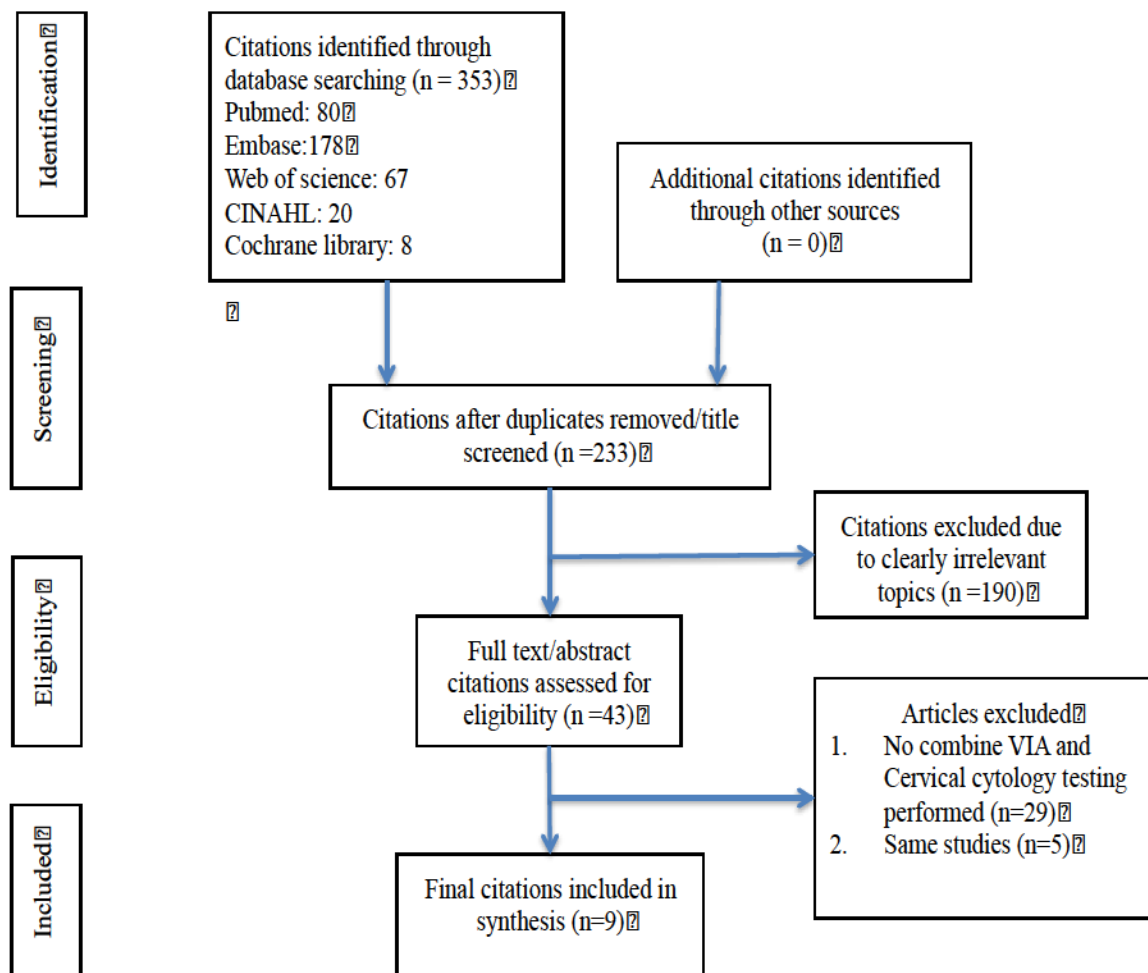 Identification⍰
Citations identified through
database searching (n = 353)⍰
Pubmed: 80⍰
Embase:178⍰
Web of science: 67
CINAHL: 20
Cochrane library: 8
⍰
Additional citations identified
through other sources
(n = 0)⍰
Screening⍰
Citations after duplicates removed/title
screened (n =233)⍰
Citations excluded due
to clearly irrelevant
topics (n =190)⍰
Eligibility⍰
Full text/abstract
citations assessed for
eligibility (n =43)⍰
Articles excluded⍰
1. No combine VIA and
Cervical cytology testing
performed (n=29)⍰
2. Same studies (n=5)⍰
Included⍰
Final citations included in
synthesis (n=9)⍰